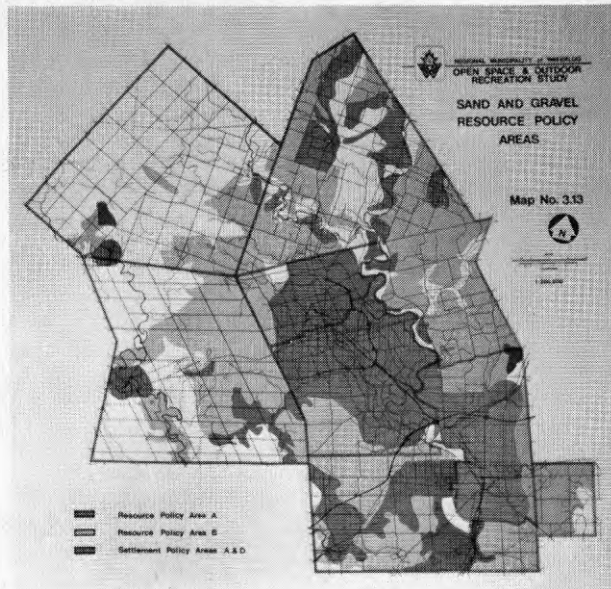 REGIONAL MUNICIPALITY of WATERLOO
OPEN SPACE & OUTDOOR
RECREATION STUDY
SAND AND GRAVEL
RESOURCE POLICY
AREAS
Map No. 3.13
N
Resource Policy Area A
Resource Policy Area B
Settlement Policy Areas A & D